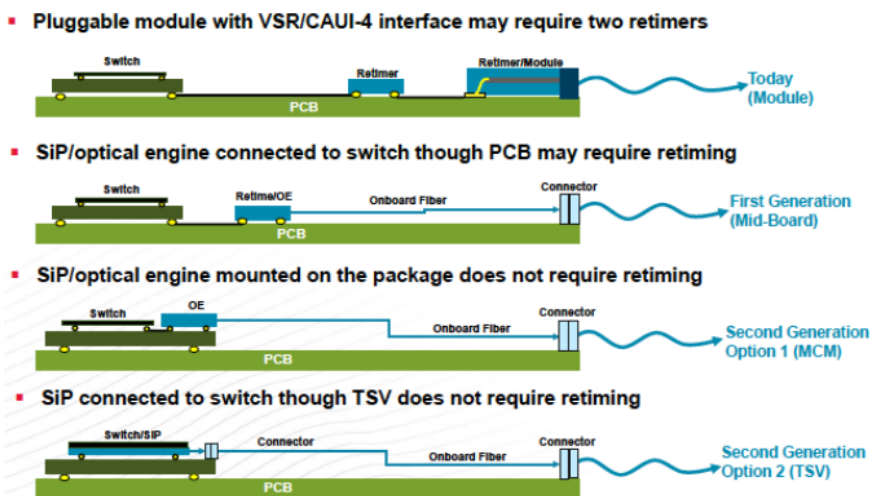 ▪ Pluggable module with VSR/CAUI-4 interface may require two retimers
Switch
Retimer
Retimer/Module
PCB
Today
(Module)
▪ SiP/optical engine connected to switch though PCB may require retiming
Switch
Retime/OE
Onboard Fiber
Connector
PCB
First Generation
(Mid-Board)
▪ SiP/optical engine mounted on the package does not require retiming
Switch
OE
Onboard Fiber
Connector
PCB
Second Generation
Option 1 (MCM)
▪ SiP connected to switch though TSV does not require retiming
Switch/SiP
Connector
Onboard Fiber
Connector
PCB
Second Generation
Option 2 (TSV)